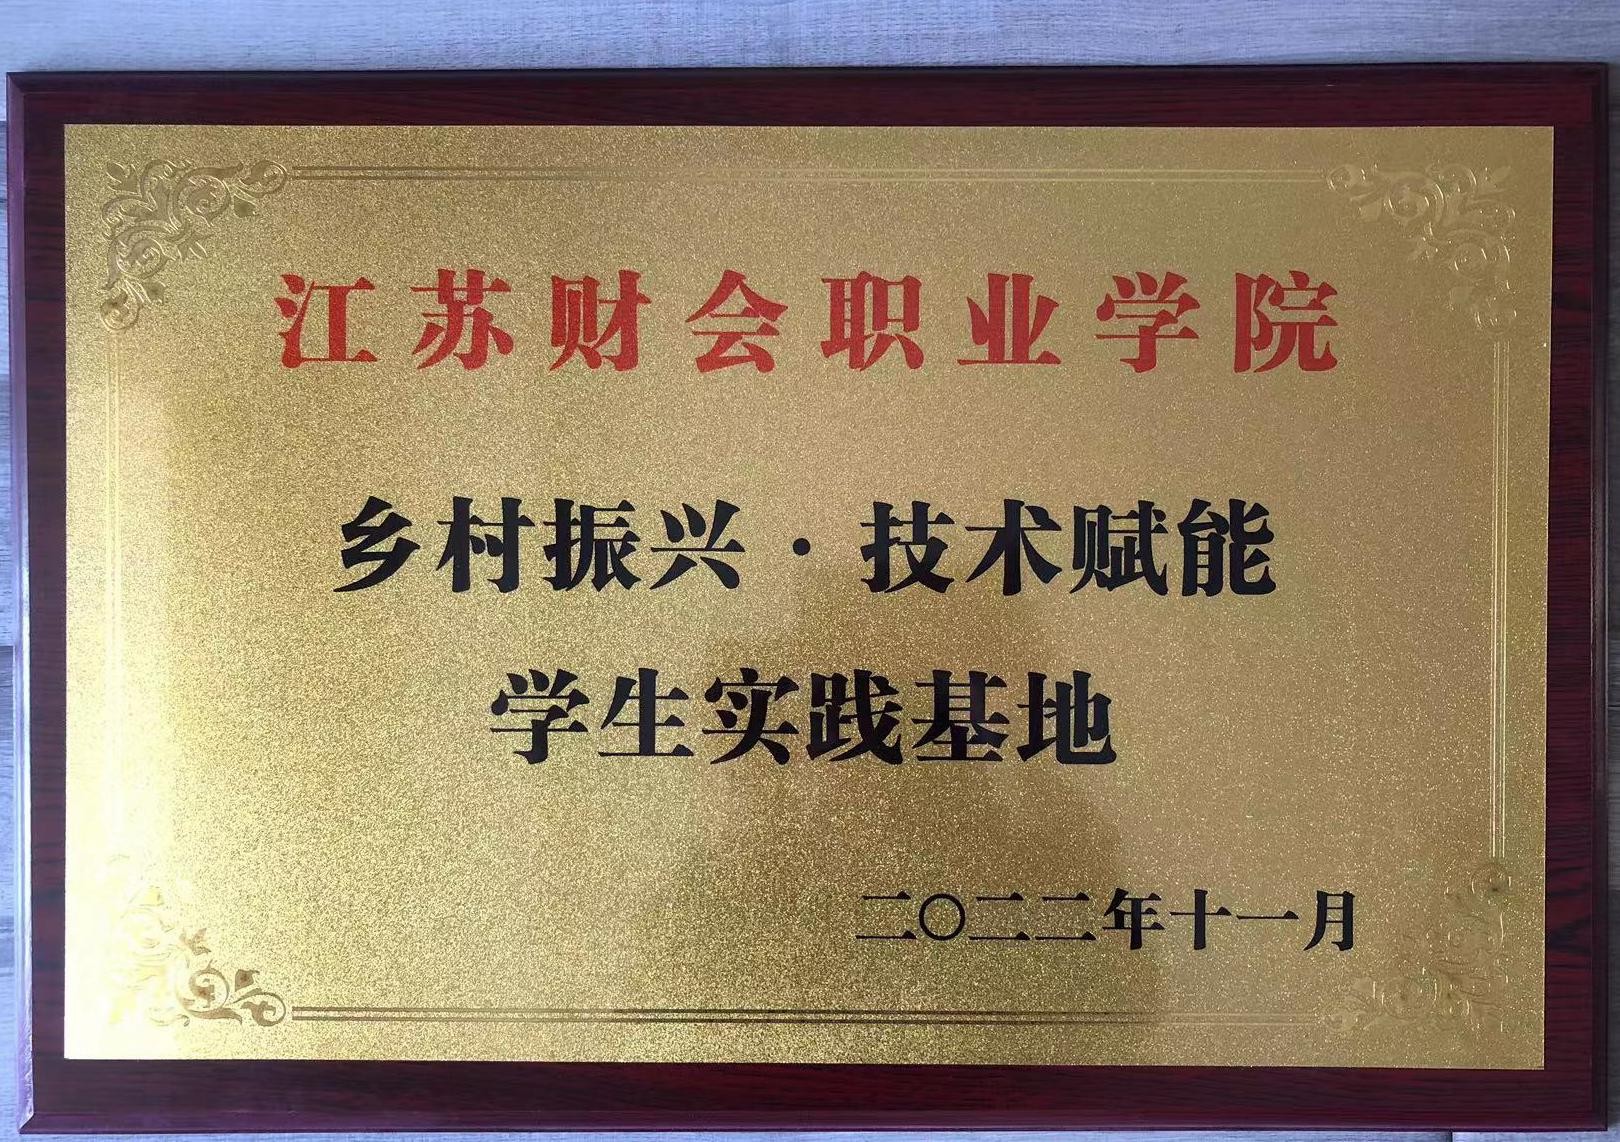 江苏财会职业学院
乡村振兴·技术赋能
学生实践基地
二〇二二年十一月